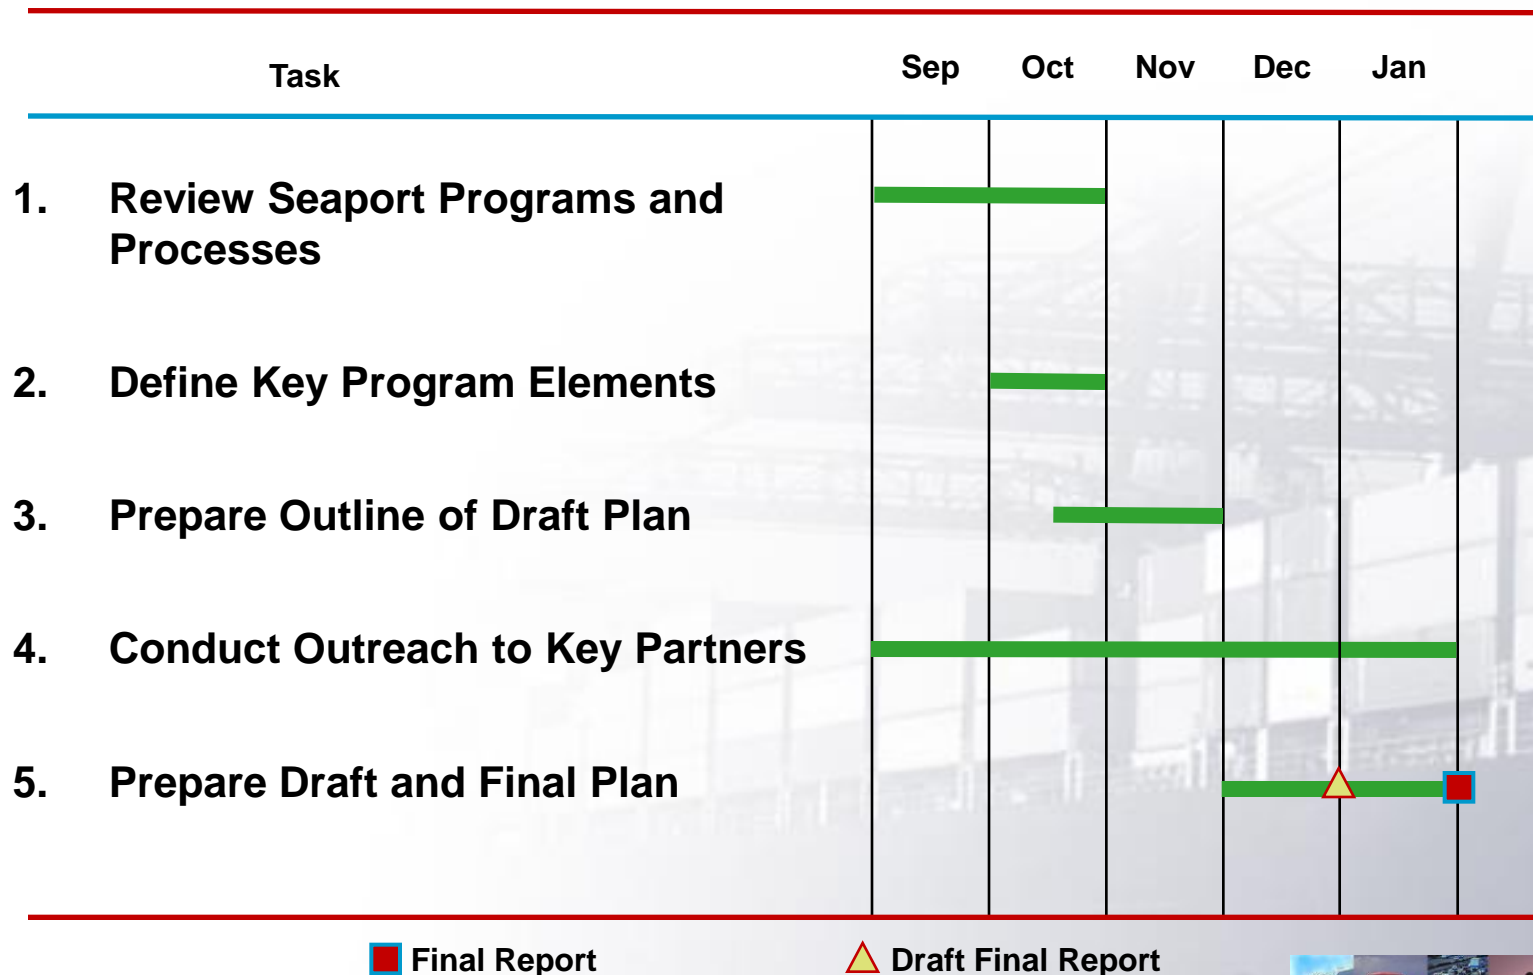 Task Sep Oct Nov Dec Jan
1. Review Seaport Programs and
Processes
2. Define Key Program Elements
3. Prepare Outline of Draft Plan
4. Conduct Outreach to Key Partners
5. Prepare Draft and Final Plan
Final Report Draft Final Report